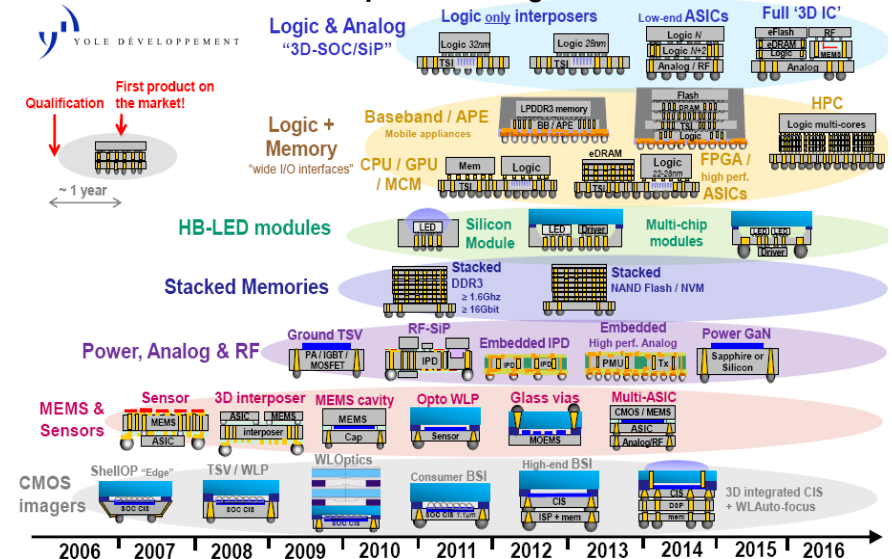 YOLE DÉVELOPPEMENT
Qualification
First product on
the market!
~ 1 year
Logic & Analog
“3D-SOC/SiP”
Logic only interposers
Low-end ASICs
Full ‘3D IC’
Logic 32nm
TSI
Logic 28nm
TSI
Logic N
Logic N+2
Analog / RF
eFlash
eDRAM
Logic
RF
MEMS
Analog
Logic +
Memory
“wide I/O interfaces”
Baseband / APE
Mobile appliances
LPDDR3 memory
BB / APE
Flash
DRAM
TSI
Logic
HPC
Logic multi-cores
CPU / GPU
/ MCM
Mem
TSI
Logic
eDRAM
TSI
Logic
22-28nm
FPGA /
high perf.
ASICs
HB-LED modules
LED
Silicon
Module
LED
Driver
Multi-chip
modules
LED
LED
Driver
Stacked Memories
Stacked
DDR3
≥ 1.6Ghz
≥ 16Gbit
Stacked
NAND Flash / NVM
Power, Analog & RF
Ground TSV
PA / IGBT /
MOSFET
RF-SiP
IPD
Embedded IPD
IPD
IPD
Embedded
High perf. Analog
PMU
Tx
Power GaN
Sapphire or
Silicon
MEMS &
Sensors
Sensor
MEMS
ASIC
3D interposer
ASIC
MEMS
interposer
MEMS cavity
MEMS
Cap
Opto WLP
Sensor
Glass vias
MOEMS
Multi-ASIC
CMOS / MEMS
ASIC
Analog/RF
CMOS
imagers
ShellOP “Edge”
SOC CIS
TSV / WLP
SOC CIS
WLOptics
SOC CIS
Consumer BSI
SOC CIS 1.1µm
High-end BSI
CIS
ISP + mem
CIS
DSP
mem
3D integrated CIS
+ WLAuto-focus
2006 2007 2008 2009 2010 2011 2012 2013 2014 2015 2016